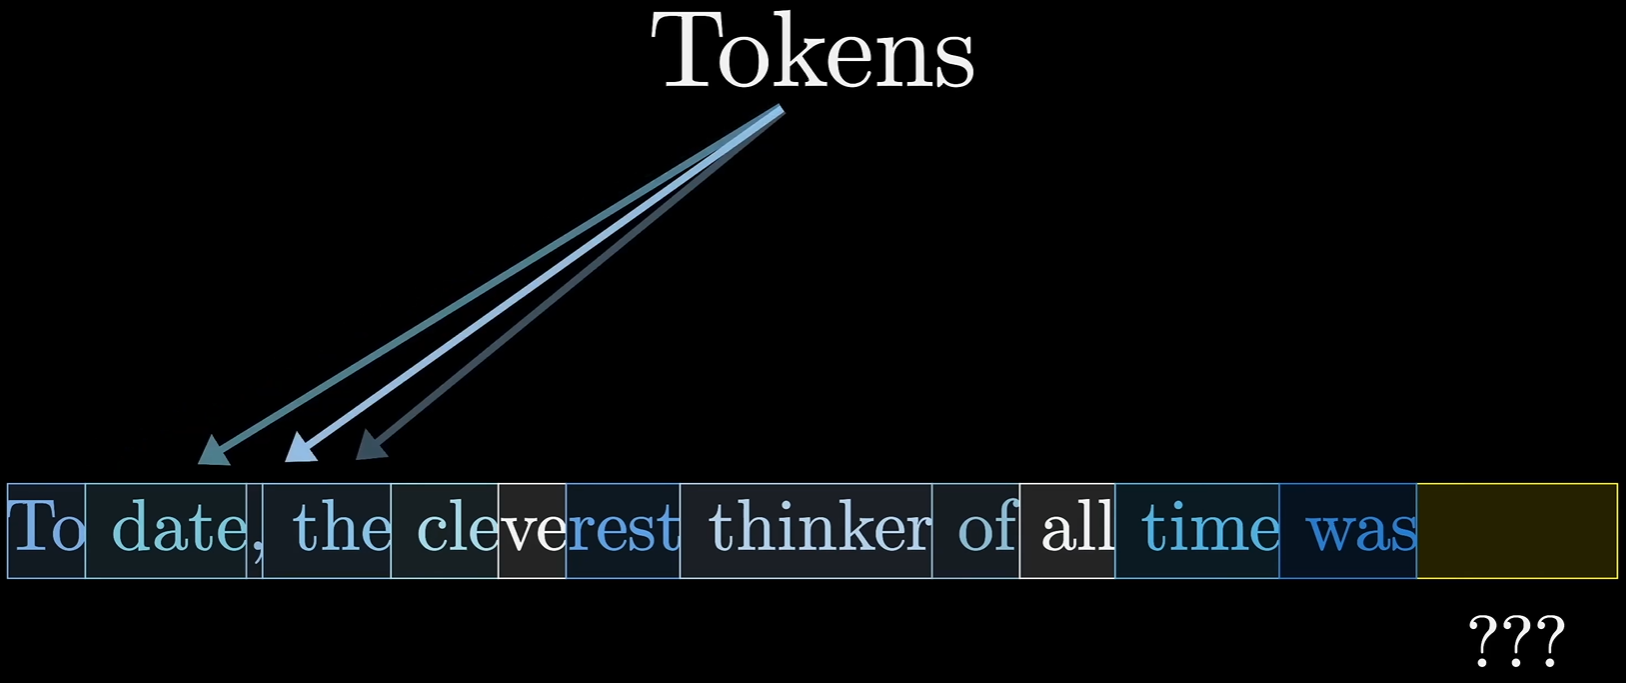 Tokens
To date, the cleverest thinker of all time was
???